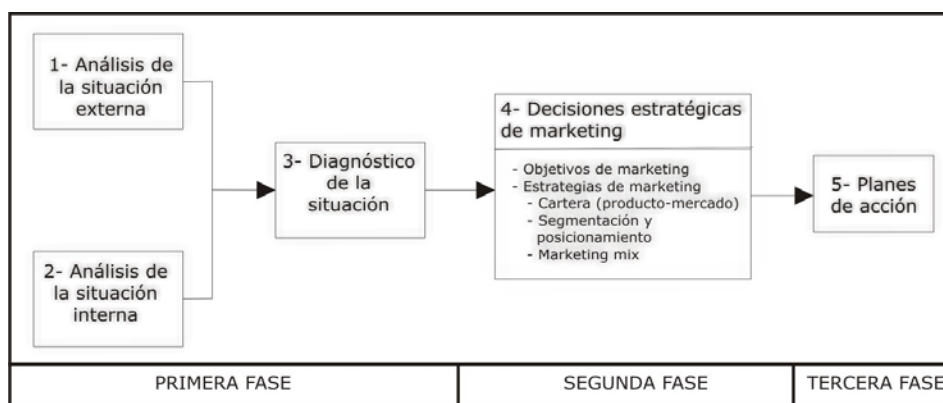 1- Análisis de
la situación
externa
2- Análisis de
la situación
interna
3- Diagnóstico
de la
situación
4- Decisiones estratégicas
de marketing
- Objetivos de marketing
- Estrategias de marketing
- Cartera (producto-mercado)
- Segmentación y
posicionamiento
- Marketing mix
5- Planes
de acción
PRIMERA FASE
SEGUNDA FASE
TERCERA FASE